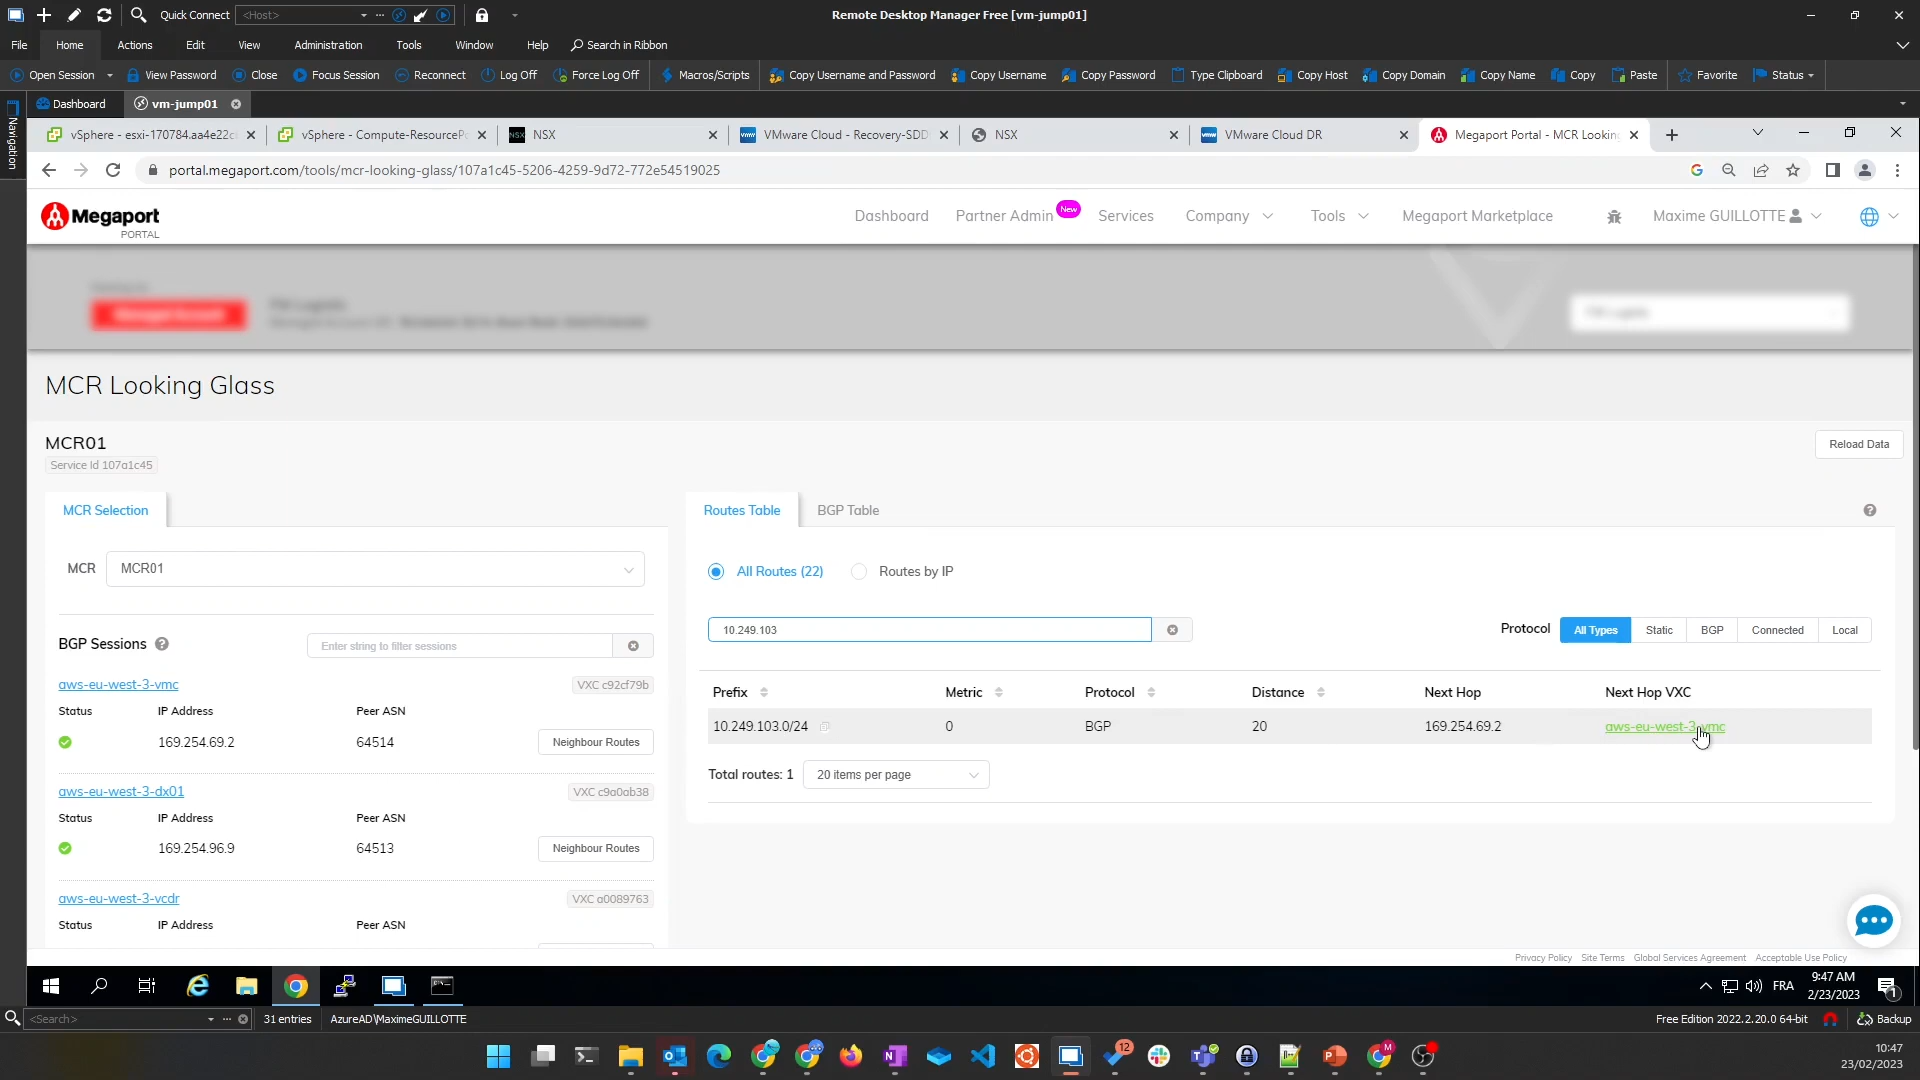 Quick Connect <Host>
Remote Desktop Manager Free [vm-jump01]
File Home Actions Edit View Administration Tools Window Help Search in Ribbon
Open Session View Password Close Focus Session Reconnect Log Off Force Log Off Macros/Scripts Copy Username and Password Copy Username Copy Password Type Clipboard Copy Host Copy Domain Copy Name Copy Paste Favorite Status
Navigation
Dashboard vm-jump01
vSphere - esxi-170784.aa4e22c vSphere - Compute-ResourceP NSX NSX VMware Cloud - Recovery-SDD NSX VMware Cloud DR Megaport Portal - MCR Looking
portal.megaport.com/tools/mcr-looking-glass/107a1c45-5206-4259-9d72-772e54519025
Megaport
PORTAL
Dashboard Partner Admin New Services Company Tools Megaport Marketplace Maxime GUILLOTTE
MCR Looking Glass
MCR01
Service Id 107a1c45
Reload Data
MCR Selection
MCR MCR01
BGP Sessions Enter string to filter sessions
aws-eu-west-3-vmc VXC c92cf79b
Status IP Address Peer ASN
169.254.69.2 64514 Neighbour Routes
aws-eu-west-3-dx01 VXC c9a0ab38
Status IP Address Peer ASN
169.254.96.9 64513 Neighbour Routes
aws-eu-west-3-vcdr VXC a0089763
Status IP Address Peer ASN
Routes Table BGP Table
All Routes (22) Routes by IP
10.249.103
Protocol All Types Static BGP Connected Local
Prefix Metric Protocol Distance Next Hop Next Hop VXC
10.249.103.0/24 0 BGP 20 169.254.69.2 aws-eu-west-3-vmc
Total routes: 1 20 items per page
Privacy Policy Site Terms Global Services Agreement Acceptable Use Policy
FRA
9:47 AM
2/23/2023
1
<Search> 31 entries AzureAD\MaximeGUILLOTTE
Free Edition 2022.2.20.0 64-bit Backup
12
M
10:47
23/02/2023